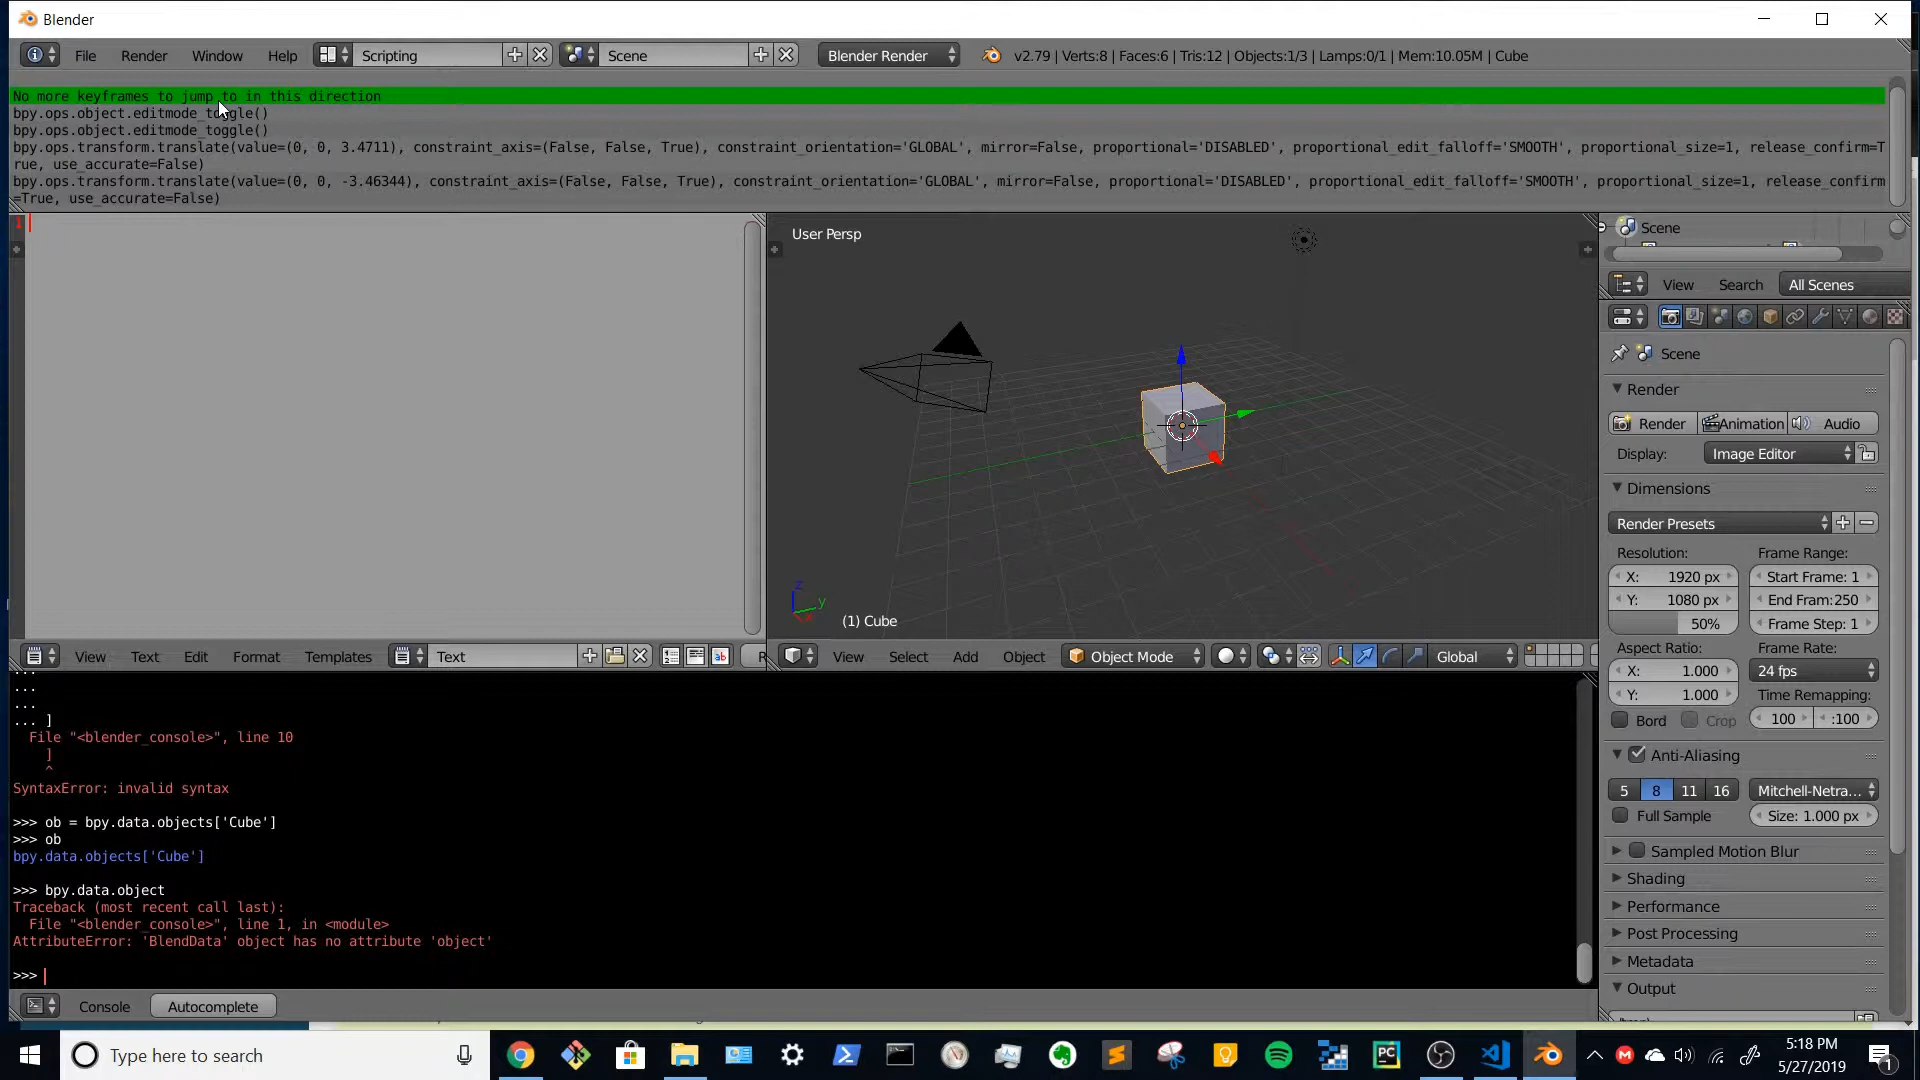 Blender
File Render Window Help Scripting Scene Blender Render v2.79 | Verts:8 | Faces:6 | Tris:12 | Objects:1/3 | Lamps:0/1 | Mem:10.05M | Cube
No more keyframes to jump to in this direction
bpy.ops.object.editmode_toggle()
bpy.ops.object.editmode_toggle()
bpy.ops.transform.translate(value=(0, 0, 3.4711), constraint_axis=(False, False, True), constraint_orientation='GLOBAL', mirror=False, proportional='DISABLED', proportional_edit_falloff='SMOOTH', proportional_size=1, release_confirm=T
rue, use_accurate=False)
bpy.ops.transform.translate(value=(0, 0, -3.46344), constraint_axis=(False, False, True), constraint_orientation='GLOBAL', mirror=False, proportional='DISABLED', proportional_edit_falloff='SMOOTH', proportional_size=1, release_confirm
=True, use_accurate=False)
1
User Persp
z
y
x
(1) Cube
View Text Edit Format Templates Text R
View Select Add Object Object Mode Global
...
...
...
... ]
File "<blender_console>", line 10
]
^
SyntaxError: invalid syntax
>>> ob = bpy.data.objects['Cube']
>>> ob
bpy.data.objects['Cube']
>>> bpy.data.object
Traceback (most recent call last):
File "<blender_console>", line 1, in <module>
AttributeError: 'BlendData' object has no attribute 'object'
>>>
Console Autocomplete
Scene
View Search All Scenes
Scene
Render
Render Animation Audio
Display: Image Editor
Dimensions
Render Presets
Resolution: Frame Range:
X: 1920 px Start Frame: 1
Y: 1080 px End Fram:250
50% Frame Step: 1
Aspect Ratio: Frame Rate:
X: 1.000 24 fps
Y: 1.000 Time Remapping:
Bord Crop 100 :100
Anti-Aliasing
5 8 11 16 Mitchell-Netra...
Full Sample Size: 1.000 px
Sampled Motion Blur
Shading
Performance
Post Processing
Metadata
Output
Type here to search
5:18 PM
5/27/2019
1